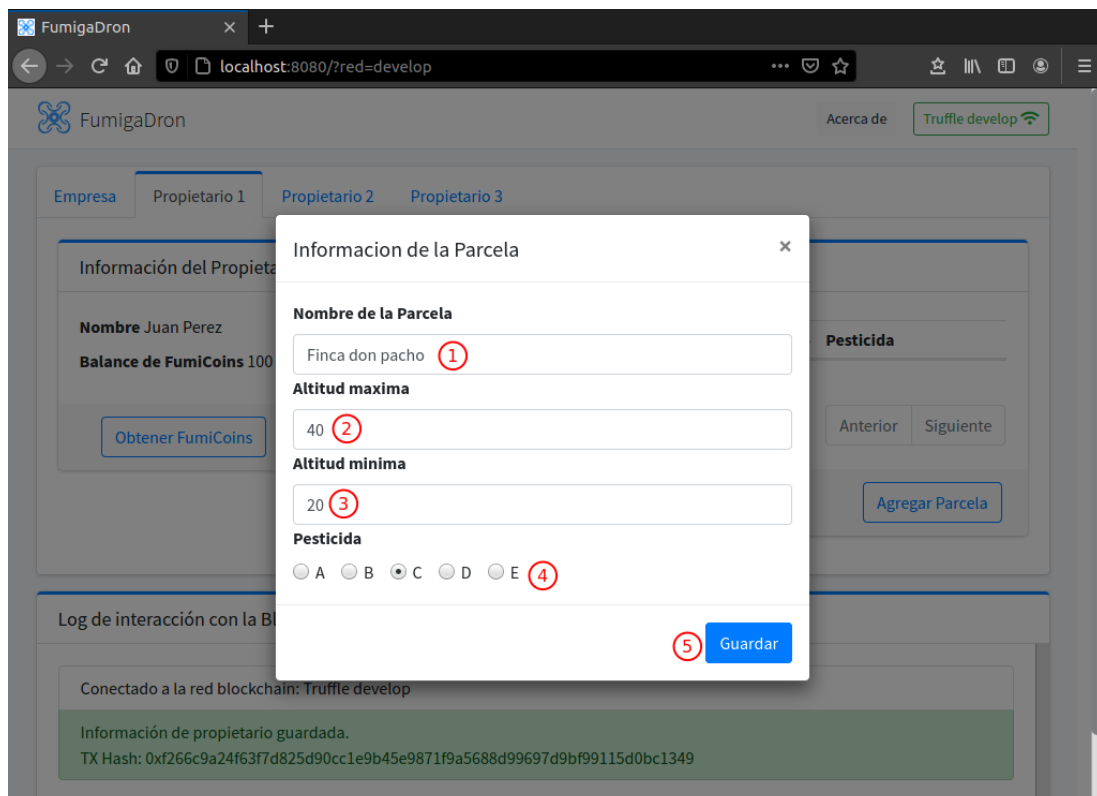 FumigaDron
localhost:8080/?red=develop
FumigaDron
Acerca de
Truffle develop
Empresa Propietario 1 Propietario 2 Propietario 3
Información del Propieta
Nombre Juan Perez
Balance de FumiCoins 100
Obtener FumiCoins
Informacion de la Parcela
×
Nombre de la Parcela
Finca don pacho 1
Altitud maxima
40 2
Altitud minima
20 3
Pesticida
A B C D E 4
5 Guardar
Pesticida
Anterior Siguiente
Agregar Parcela
Log de interacción con la Bl
Conectado a la red blockchain: Truffle develop
Información de propietario guardada.
TX Hash: 0xf266c9a24f63f7d825d90cc1e9b45e9871f9a5688d99697d9bf99115d0bc1349